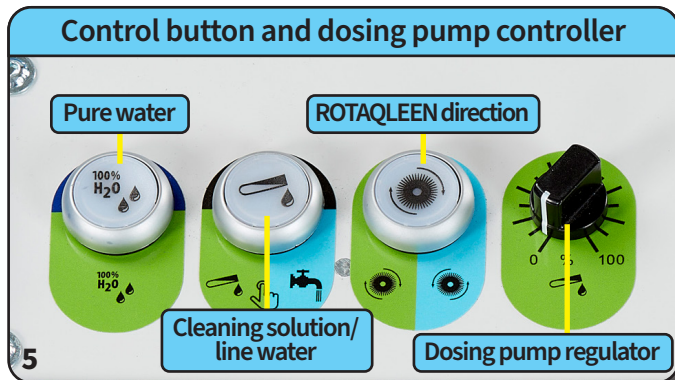 Control button and dosing pump controller
Pure water
ROTAQLEEN direction
100%
H₂O
100%
H₂O
0 % 100
Cleaning solution/
line water
Dosing pump regulator
5